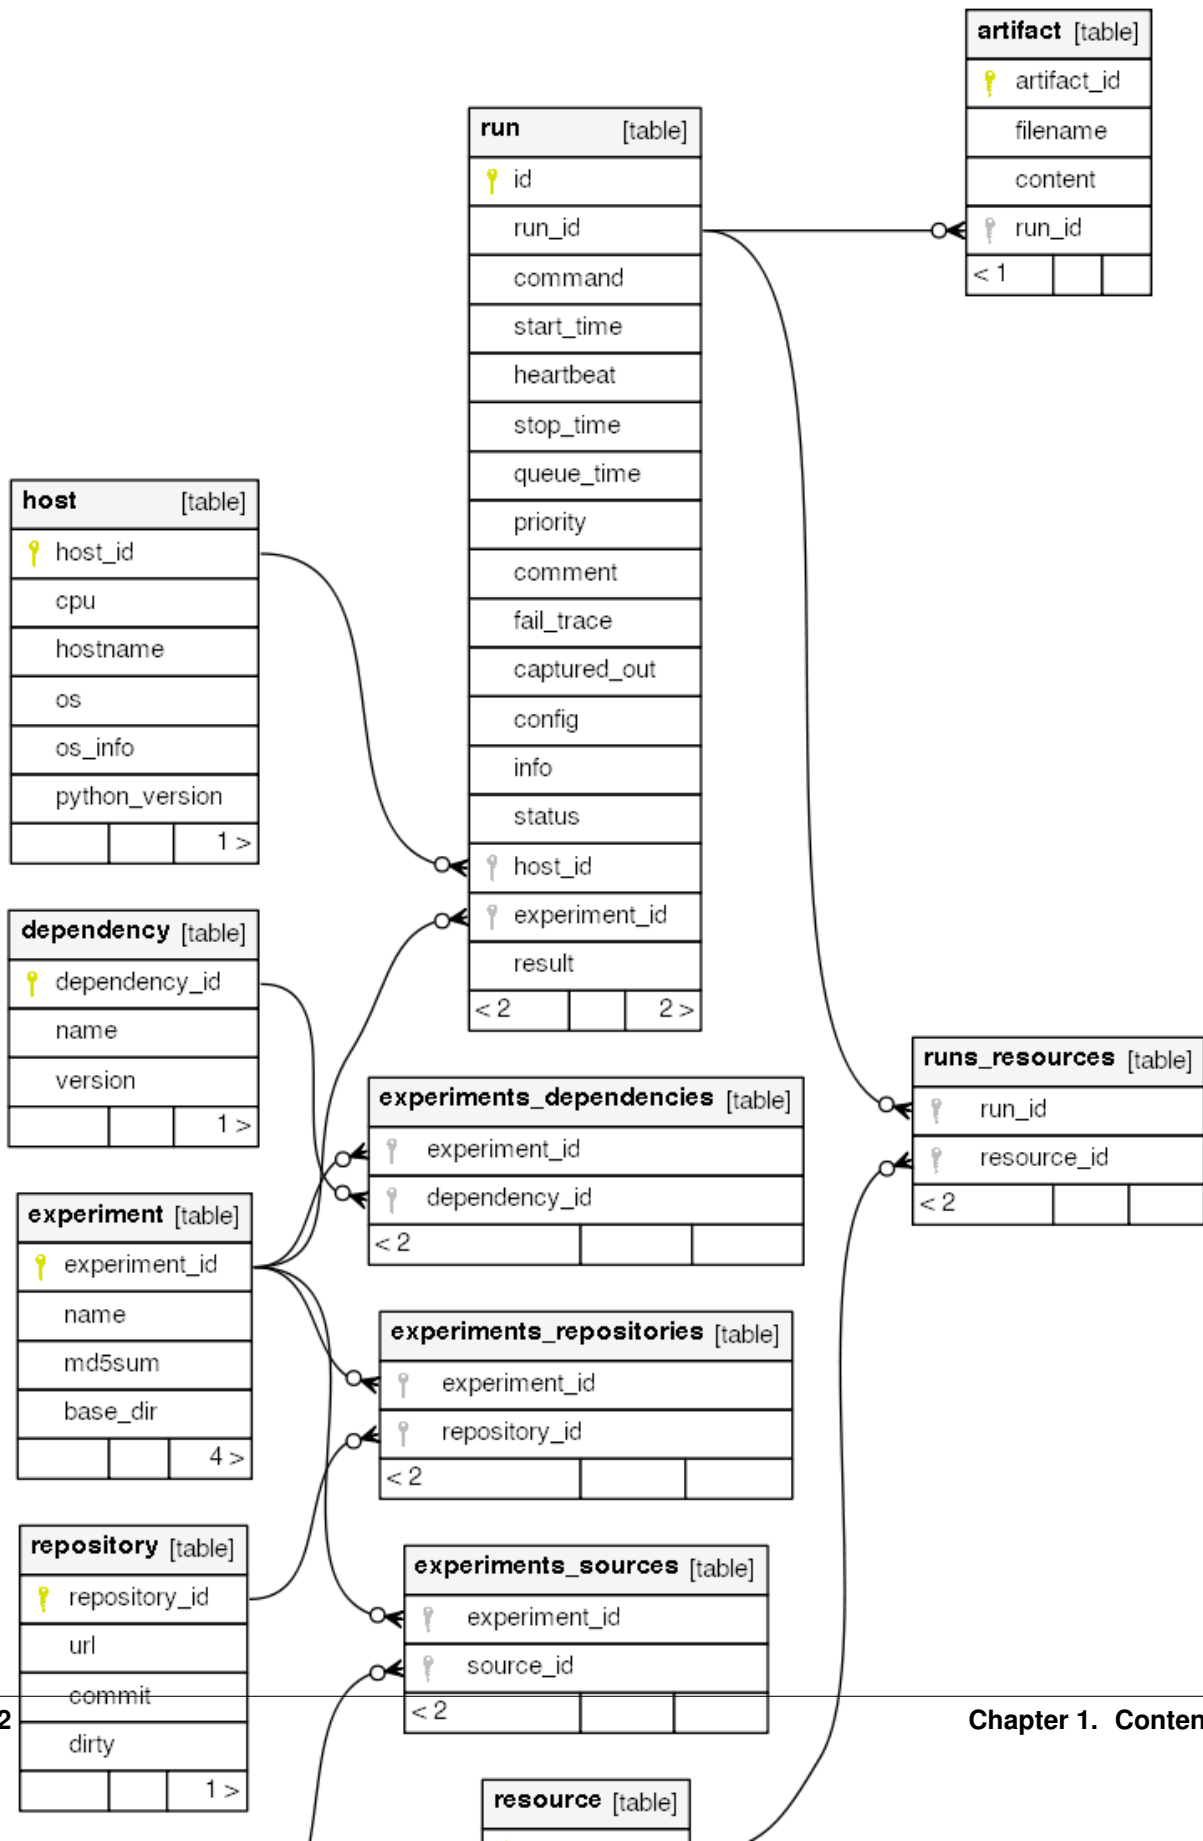 artifact [table]
artifact_id
filename
content
run_id
< 1
run [table]
id
run_id
command
start_time
heartbeat
stop_time
queue_time
priority
comment
fail_trace
captured_out
config
info
status
host_id
experiment_id
result
< 2 2 >
host [table]
host_id
cpu
hostname
os
os_info
python_version
1 >
dependency [table]
dependency_id
name
version
1 >
runs_resources [table]
run_id
resource_id
< 2
experiments_dependencies [table]
experiment_id
dependency_id
< 2
experiment [table]
experiment_id
name
md5sum
base_dir
4 >
experiments_repositories [table]
experiment_id
repository_id
< 2
repository [table]
repository_id
url
commit
dirty
1 >
experiments_sources [table]
experiment_id
source_id
< 2
2
Chapter 1. Conten
resource [table]